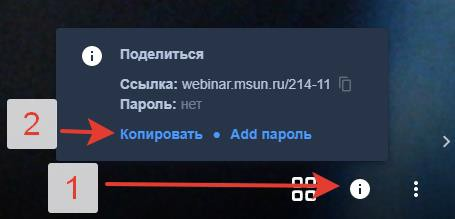 Поделиться
Ссылка: webinar.msun.ru/214-11
Пароль: нет
2
Копировать • Add пароль
1